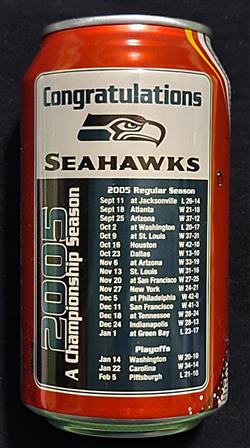 Congratulations
SEAHAWKS
2005
A Championship Season
2005 Regular Season
Sept 11 at Jacksonville L 26-14
Sept 18 Atlanta W 21-18
Sept 25 Arizona W 37-12
Oct 2 at Washington L 20-17
Oct 9 at St. Louis W 37-31
Oct 16 Houston W 42-10
Oct 23 Dallas W 13-10
Nov 6 at Arizona W 33-19
Nov 13 St. Louis W 31-16
Nov 20 at San Francisco W 27-25
Nov 27 New York W 24-21
Dec 5 at Philadelphia W 42-0
Dec 11 San Francisco W 41-3
Dec 18 at Tennessee W 28-24
Dec 24 Indianapolis W 28-13
Jan 1 at Green Bay L 23-17
Playoffs
Jan 14 Washington W 20-10
Jan 22 Carolina W 34-14
Feb 5 Pittsburgh L 21-10